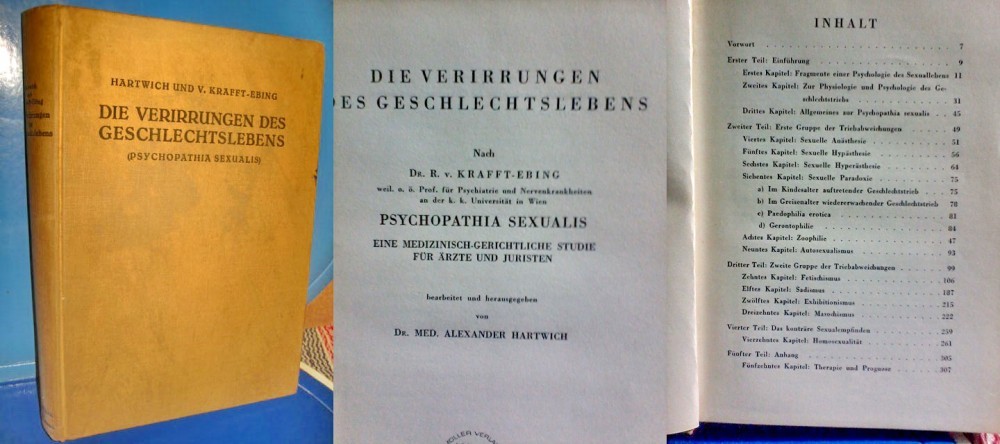 HARTWICH UND V. KRAFFT-EBING
DIE VERIRRUNGEN DES
GESCHLECHTSLEBENS
(PSYCHOPATHIA SEXUALIS)
DIE VERIRRUNGEN
DES GESCHLECHTSLEBENS
Nach
DR. R. v. KRAFFT-EBING
weil. o. ö. Prof. für Psychiatrie und Nervenkrankheiten
an der k. k. Universität in Wien
PSYCHOPATHIA SEXUALIS
EINE MEDIZINISCH-GERICHTLICHE STUDIE
FÜR ÄRZTE UND JURISTEN
bearbeitet und herausgegeben
von
DR. MED. ALEXANDER HARTWICH
VERLAG
INHALT
Vorwort . . . 7
Erster Teil: Einführung . . . 9
Erstes Kapitel: Fragmente einer Psychologie des Sexuallebens 11
Zweites Kapitel: Zur Physiologie und Psychologie des Ge-
schlechtstriebs . . . 31
Drittes Kapitel: Allgemeines zur Psychopathia sexualis . . 45
Zweiter Teil: Erste Gruppe der Triebabweichungen . . . 49
Viertes Kapitel: Sexuelle Anästhesie . . . 51
Fünftes Kapitel: Sexuelle Hypästhesie . . . 56
Sechstes Kapitel: Sexuelle Hyperästhesie . . . 64
Siebentes Kapitel: Sexuelle Paradoxie . . . 75
a) Im Kindesalter auftretender Geschlechtstrieb . . 75
b) Im Greisenalter wiedererwachender Geschlechtstrieb 78
c) Paedophilia erotica . . . 81
d) Gerontophilie . . . 84
Achtes Kapitel: Zoophilie . . . 47
Neuntes Kapitel: Autosexualismus . . . 93
Dritter Teil: Zweite Gruppe der Triebabweichungen . . . 99
Zehntes Kapitel: Fetischismus . . . 106
Elftes Kapitel: Sadismus . . . 187
Zwölftes Kapitel: Exhibitionismus . . . 215
Dreizehntes Kapitel: Masochismus . . . 222
Vierter Teil: Das konträre Sexualempfinden . . . 259
Vierzehntes Kapitel: Homosexualität . . . 261
Fünfter Teil: Anhang . . . 305
Fünfzehntes Kapitel: Therapie und Prognose . . . 307